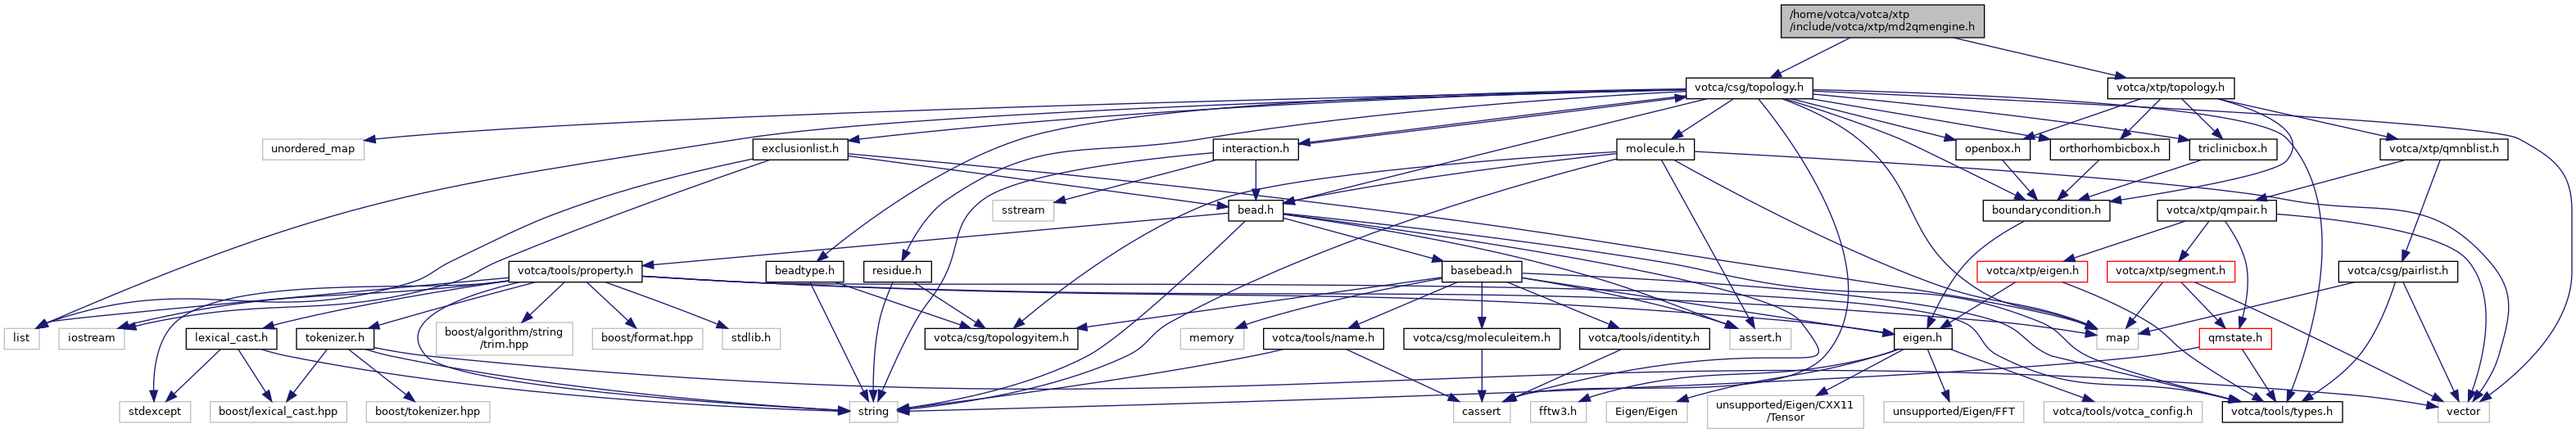 /home/votca/votca/xtp
/include/votca/xtp/md2qmengine.h
votca/csg/topology.h
votca/xtp/topology.h
unordered_map
exclusionlist.h
interaction.h
molecule.h
openbox.h
orthorhombicbox.h
triclinicbox.h
votca/xtp/qmnblist.h
sstream
bead.h
boundarycondition.h
votca/xtp/qmpair.h
votca/tools/property.h
beadtype.h
residue.h
basebead.h
votca/xtp/eigen.h
votca/xtp/segment.h
votca/csg/pairlist.h
list
iostream
lexical_cast.h
tokenizer.h
boost/algorithm/string
/trim.hpp
boost/format.hpp
stdlib.h
votca/csg/topologyitem.h
memory
votca/tools/name.h
votca/csg/moleculeitem.h
votca/tools/identity.h
assert.h
eigen.h
map
qmstate.h
stdexcept
boost/lexical_cast.hpp
boost/tokenizer.hpp
string
cassert
fftw3.h
Eigen/Eigen
unsupported/Eigen/CXX11
/Tensor
unsupported/Eigen/FFT
votca/tools/votca_config.h
votca/tools/types.h
vector